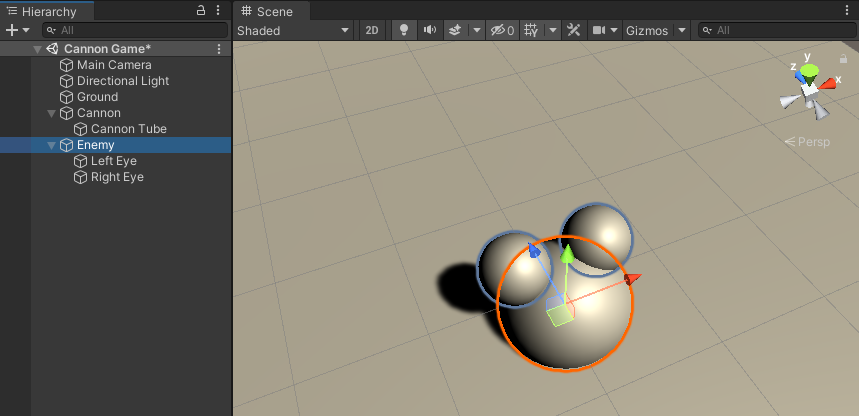 Hierarchy
All
Cannon Game*
Main Camera
Directional Light
Ground
Cannon
Cannon Tube
Enemy
Left Eye
Right Eye
Scene
Shaded 2D 0 Gizmos All
y
z
x
Persp